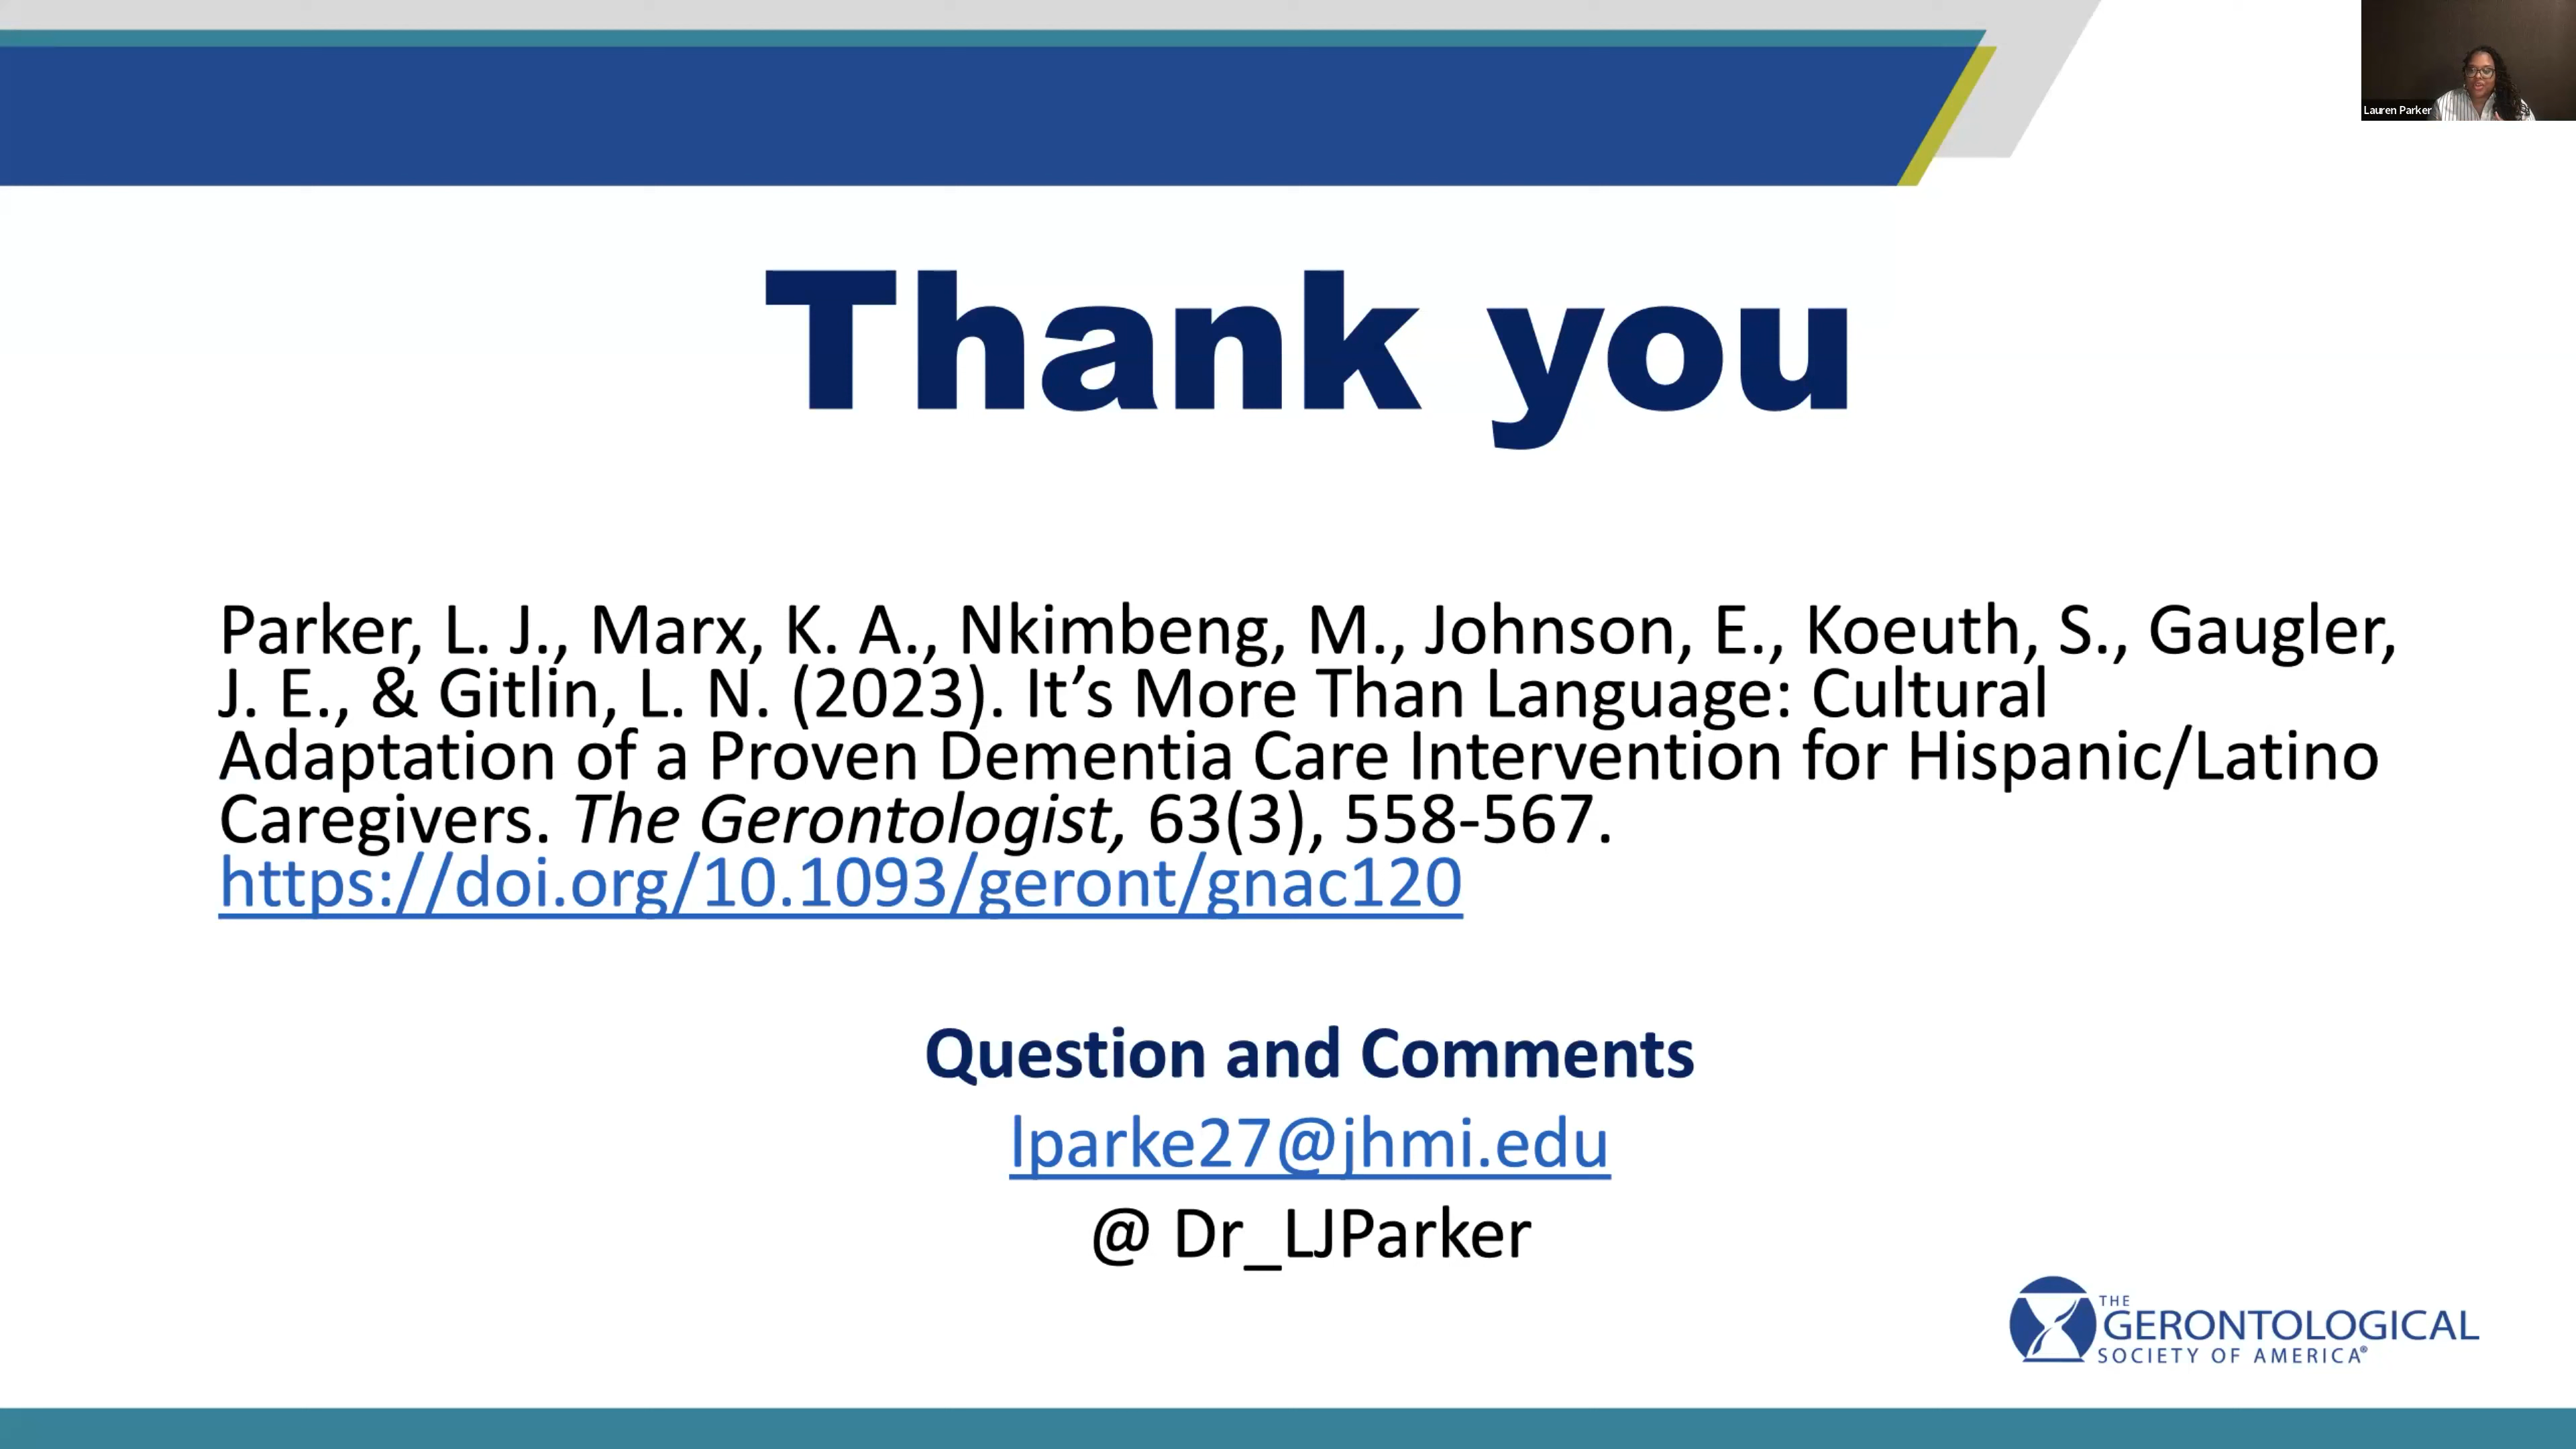 Lauren Parker
Thank you
Parker, L. J., Marx, K. A., Nkimbeng, M., Johnson, E., Koeuth, S., Gaugler,
J. E., & Gitlin, L. N. (2023). It’s More Than Language: Cultural
Adaptation of a Proven Dementia Care Intervention for Hispanic/Latino
Caregivers. The Gerontologist, 63(3), 558-567.
https://doi.org/10.1093/geront/gnac120
Question and Comments
lparke27@jhmi.edu
@ Dr_LJParker
THE
GERONTOLOGICAL
SOCIETY OF AMERICA®